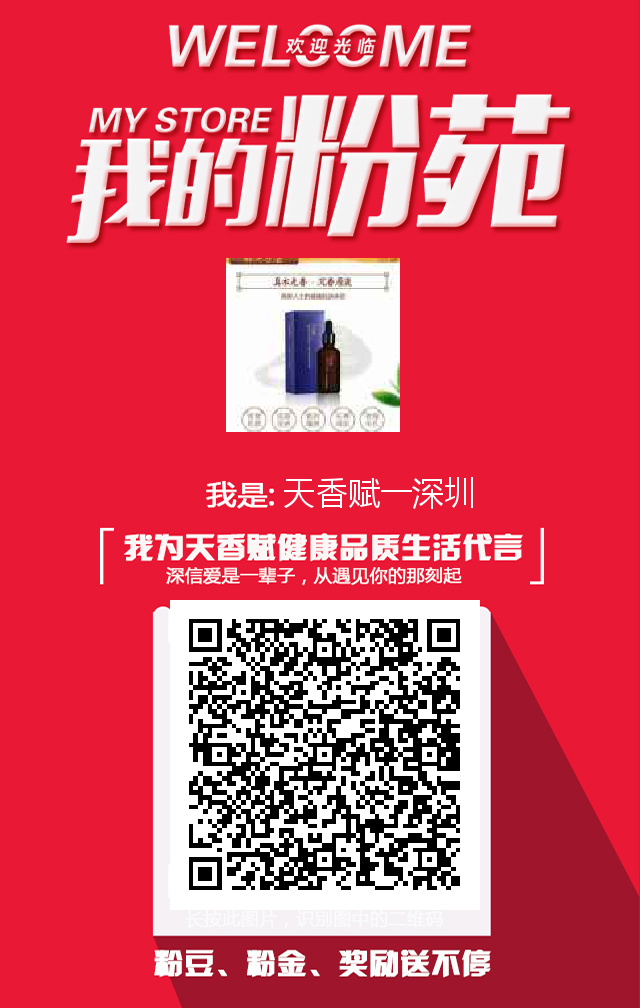 WELCOME
欢迎光临
MY STORE
我的粉苑
我是: 天香赋一深圳
我为天香赋健康品质生活代言
深信爱是一辈子，从遇见你的那刻起
长按此图片，识别图中的二维码
粉豆、粉金、奖励送不停